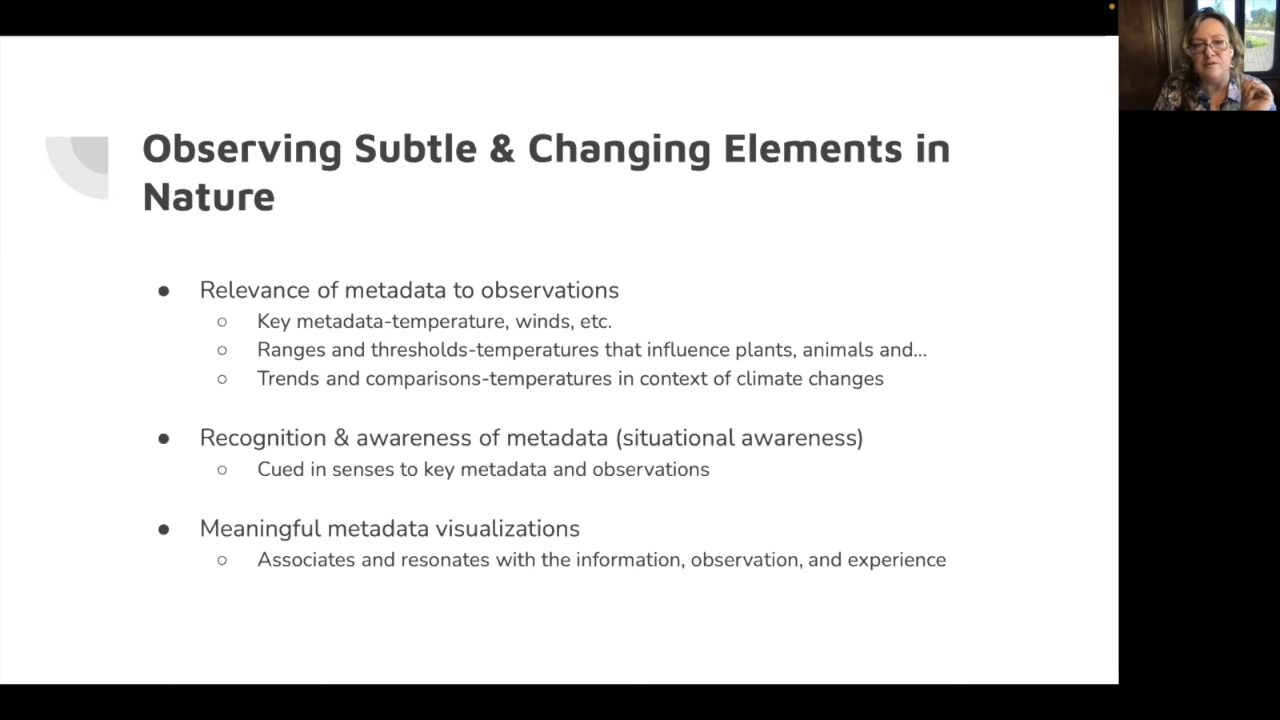 Observing Subtle & Changing Elements in
Nature
● Relevance of metadata to observations
○ Key metadata-temperature, winds, etc.
○ Ranges and thresholds-temperatures that influence plants, animals and...
○ Trends and comparisons-temperatures in context of climate changes
● Recognition & awareness of metadata (situational awareness)
○ Cued in senses to key metadata and observations
● Meaningful metadata visualizations
○ Associates and resonates with the information, observation, and experience